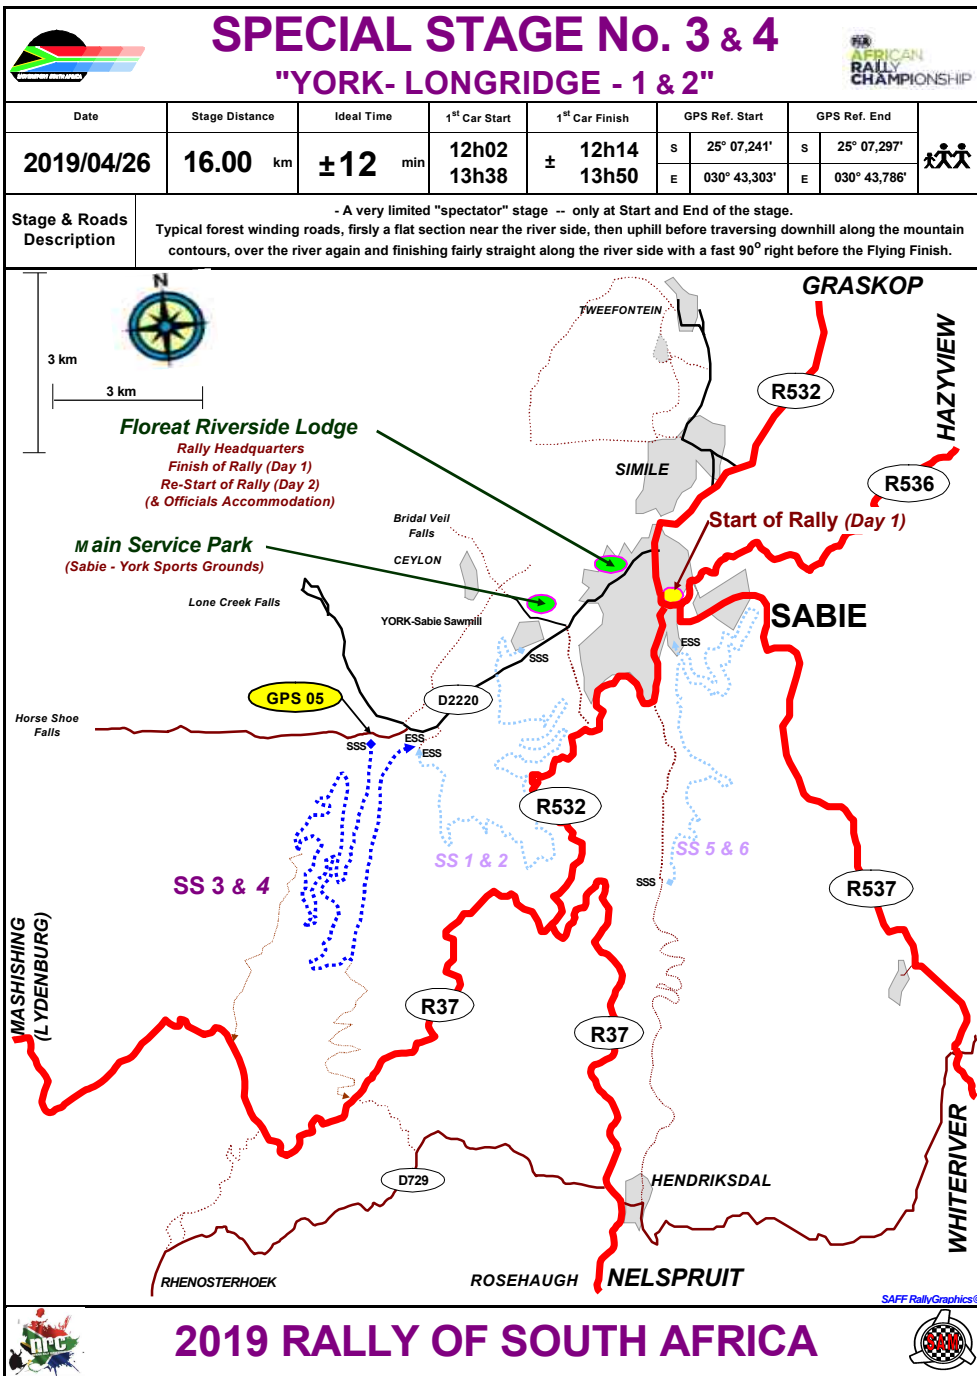 SPECIAL STAGE No. 3 & 4
"YORK- LONGRIDGE - 1 & 2"
FIA
AFRICAN
RALLY
CHAMPIONSHIP
Date
Stage Distance
Ideal Time
1st Car Start
1st Car Finish
GPS Ref. Start
GPS Ref. End
2019/04/26
16.00 km
±12 min
12h02
13h38
± 12h14
13h50
S 25° 07,241'
E 030° 43,303'
S 25° 07,297'
E 030° 43,786'
Stage & Roads
Description
- A very limited "spectator" stage -- only at Start and End of the stage.
Typical forest winding roads, firsly a flat section near the river side, then uphill before traversing downhill along the mountain
contours, over the river again and finishing fairly straight along the river side with a fast 90° right before the Flying Finish.
N
3 km
3 km
TWEEFONTEIN
GRASKOP
HAZYVIEW
R532
R536
SIMILE
Floreat Riverside Lodge
Rally Headquarters
Finish of Rally (Day 1)
Re-Start of Rally (Day 2)
(& Officials Accommodation)
Start of Rally (Day 1)
Bridal Veil
Falls
CEYLON
Main Service Park
(Sabie - York Sports Grounds)
Lone Creek Falls
YORK-Sabie Sawmill
SABIE
ESS
SSS
GPS 05
D2220
Horse Shoe
Falls
SSS
ESS
ESS
R532
SS 1 & 2
SS 5 & 6
SS 3 & 4
SSS
R537
MASHISHING
(LYDENBURG)
R37
R37
D729
HENDRIKSDAL
WHITERIVER
RHENOSTERHOEK
ROSEHAUGH
NELSPRUIT
SAFF RallyGraphics©
nrc
2019 RALLY OF SOUTH AFRICA
SAM